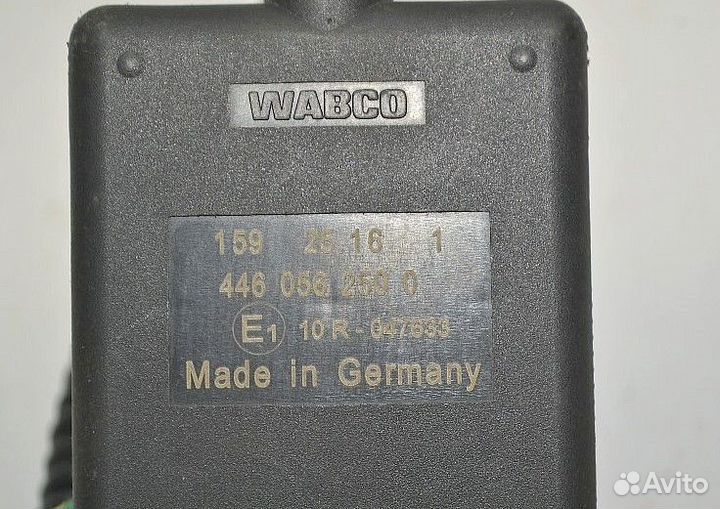 WABCO
159 25 16 1
446 056 250 0
E1 10 R - 047633
Made in Germany
Avito